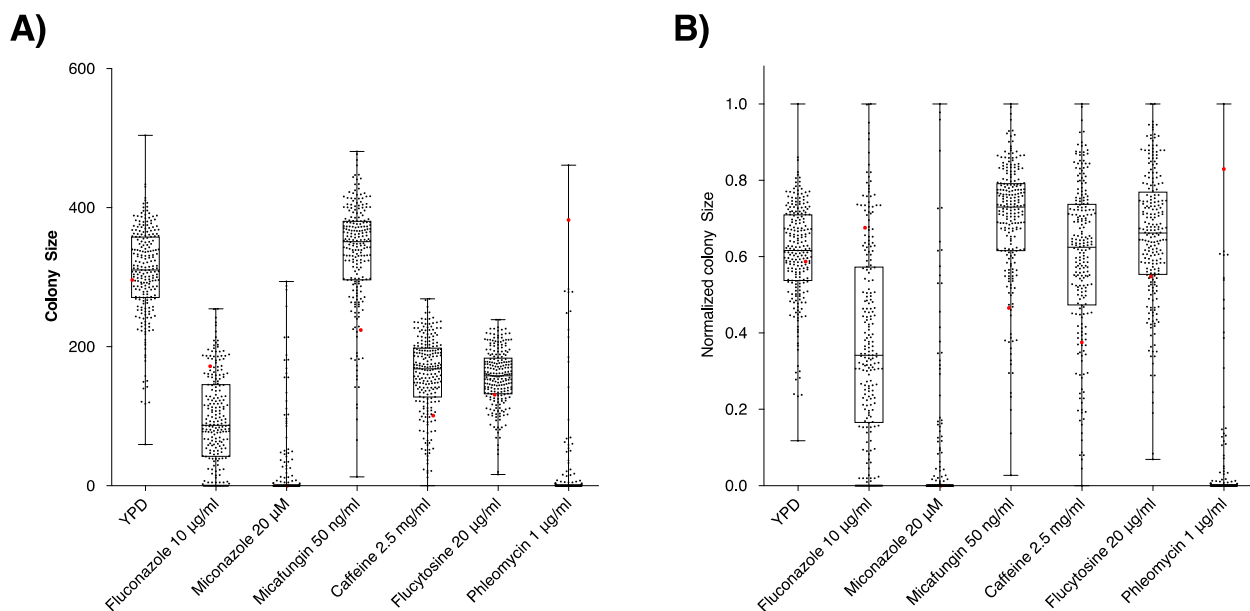 A)
B)
Colony Size
600
400
200
0
YPD
Fluconazole 10 µg/ml
Miconazole 20 µM
Micafungin 50 ng/ml
Caffeine 2.5 mg/ml
Flucytosine 20 µg/ml
Phleomycin 1 µg/ml
Normalized colony Size
1.0
0.8
0.6
0.4
0.2
0.0
YPD
Fluconazole 10 µg/ml
Miconazole 20 µM
Micafungin 50 ng/ml
Caffeine 2.5 mg/ml
Flucytosine 20 µg/ml
Phleomycin 1 µg/ml